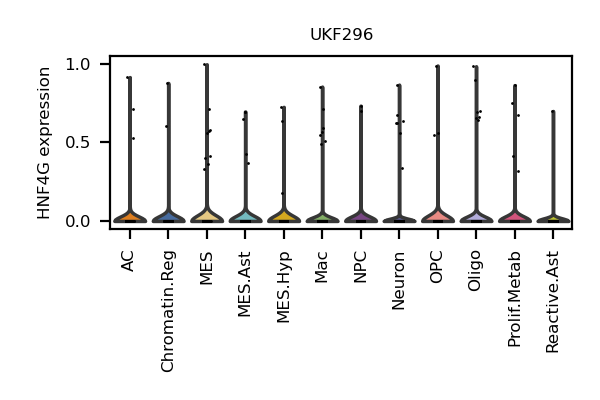 UKF296
HNF4G expression
1.0
0.5
0.0
AC
Chromatin.Reg
MES
MES.Ast
MES.Hyp
Mac
NPC
Neuron
OPC
Oligo
Prolif.Metab
Reactive.Ast